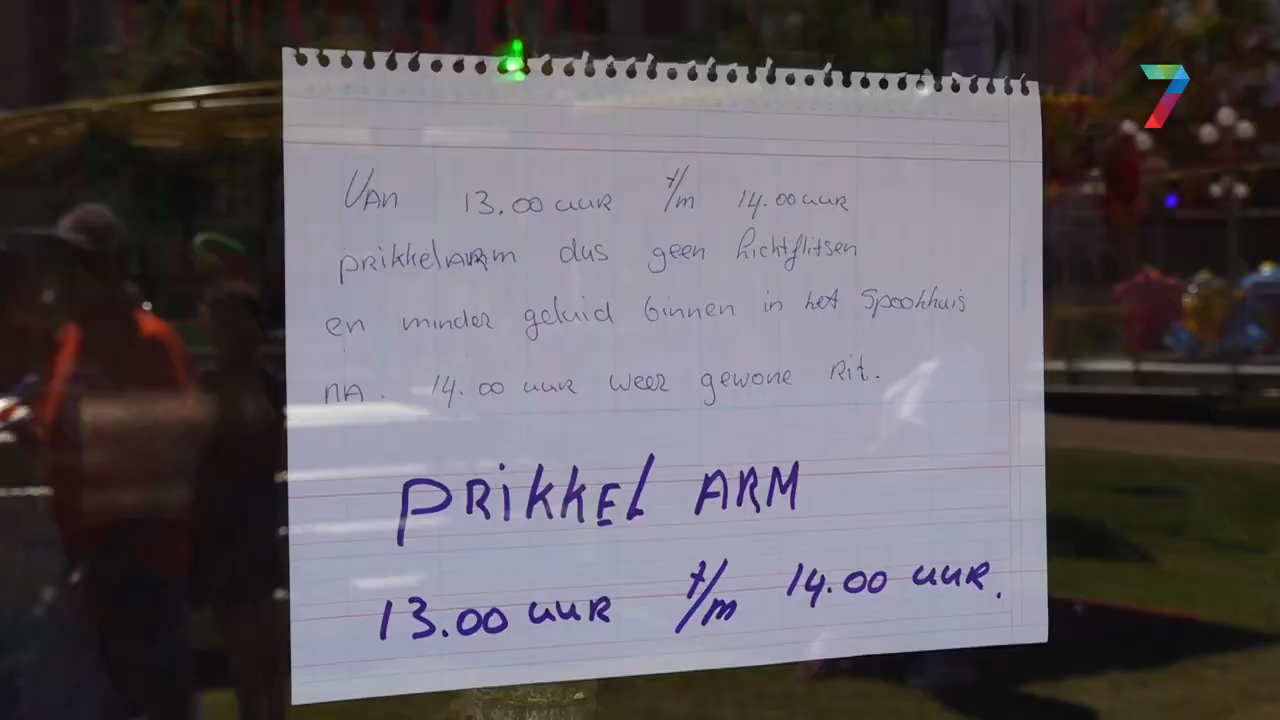 7
VAN 13.00 uur t/m 14.00 uur
prikkelARm dus geen lichtflitsen
en minder geluid binnen in het Spookhuis
NA. 14.00 uur weer gewone Rit.
PRiKKEL ARM
13.00 uur t/m 14.00 uur.